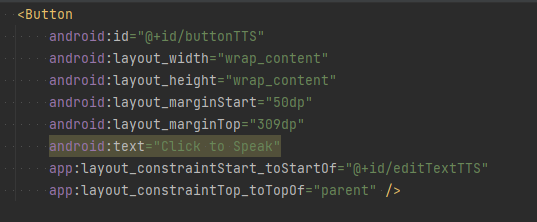 <Button
android:id="@+id/buttonTTS"
android:layout_width="wrap_content"
android:layout_height="wrap_content"
android:layout_marginStart="50dp"
android:layout_marginTop="309dp"
android:text="Click to Speak"
app:layout_constraintStart_toStartOf="@+id/editTextTTS"
app:layout_constraintTop_toTopOf="parent" />